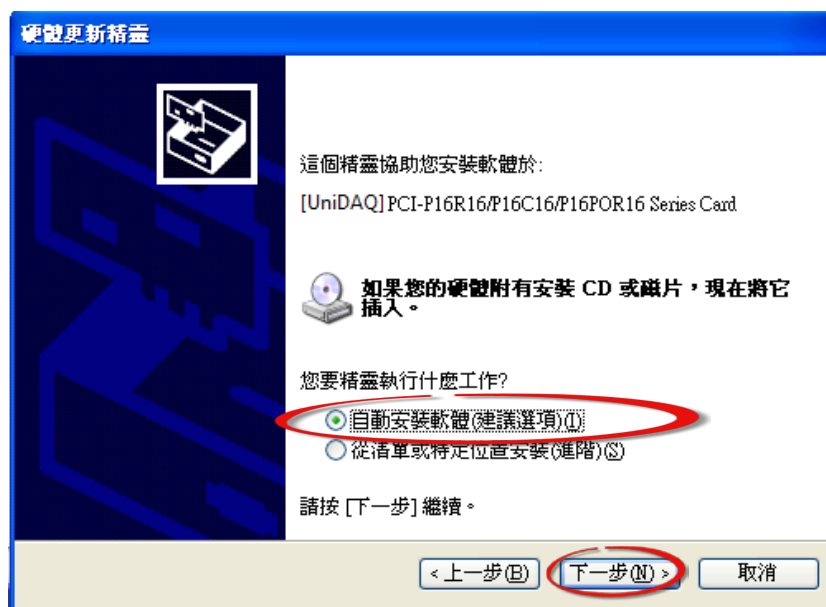 硬體更新精靈
這個精靈協助您安裝軟體於:
[UniDAQ] PCI-P16R16/P16C16/P16POR16 Series Card
如果您的硬體附有安裝 CD 或磁片，現在將它
插入。
您要精靈執行什麼工作?
自動安裝軟體(建議選項)(I)
從清單或特定位置安裝(進階)(S)
請按 [下一步] 繼續。
< 上一步(B) 下一步(N) > 取消